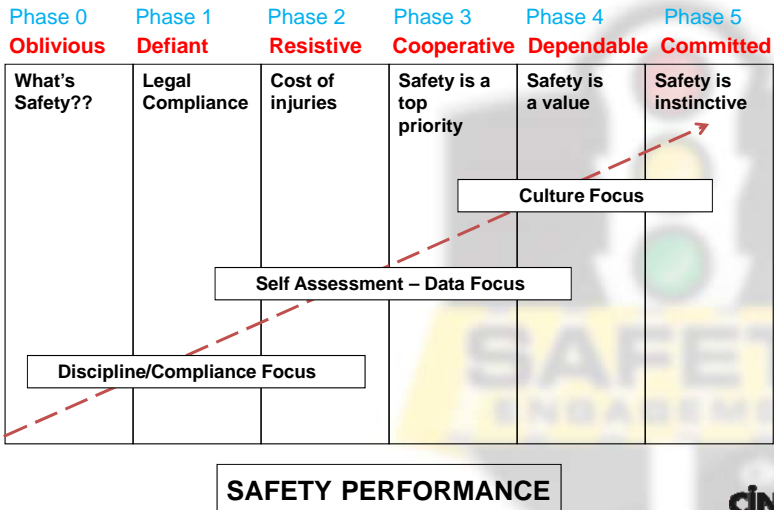 Phase 0 Phase 1 Phase 2 Phase 3 Phase 4 Phase 5
Oblivious Defiant Resistive Cooperative Dependable Committed
What's
Safety??
Legal
Compliance
Cost of
injuries
Safety is a
top
priority
Safety is
a value
Safety is
instinctive
Culture Focus
Self Assessment – Data Focus
Discipline/Compliance Focus
SAFETY PERFORMANCE